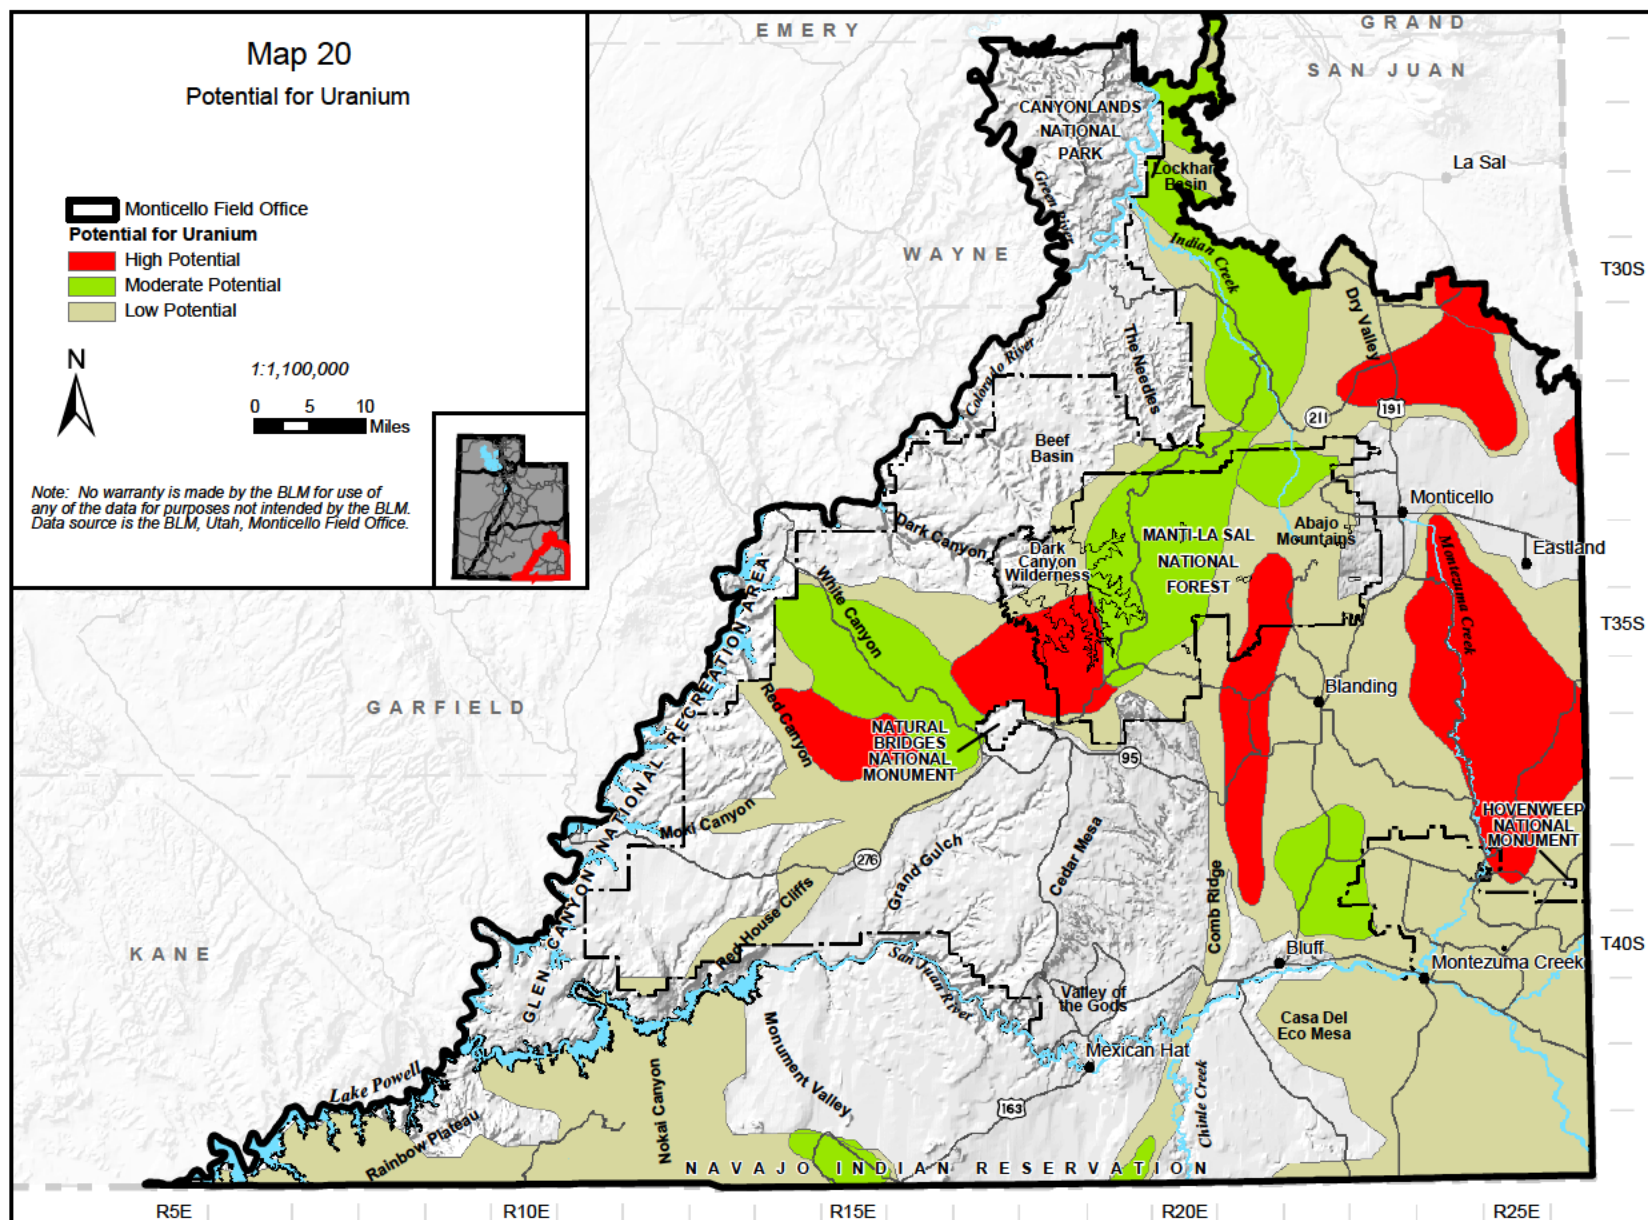 Map 20
Potential for Uranium
Monticello Field Office
Potential for Uranium
High Potential
Moderate Potential
Low Potential
N
1:1,100,000
0 5 10
Miles
Note: No warranty is made by the BLM for use of
any of the data for purposes not intended by the BLM.
Data source is the BLM, Utah, Monticello Field Office.
EMERY
GRAND
SAN JUAN
CANYONLANDS
NATIONAL
PARK
La Sal
Lockhart
Basin
Green River
WAYNE
Indian Creek
T30S
Dry Valley
The Needles
Colorado River
191
211
Beef
Basin
Monticello
Dark Canyon
Abajo
Mountains
MANTI-LA SAL
NATIONAL
FOREST
Dark
Canyon
Wilderness
Eastland
Montezuma Creek
White Canyon
T35S
GARFIELD
Red Canyon
Blanding
NATURAL
BRIDGES
NATIONAL
MONUMENT
95
GLEN CANYON NATIONAL RECREATION AREA
Moki Canyon
HOVENWEEP
NATIONAL
MONUMENT
276
Grand Gulch
Cedar Mesa
Comb Ridge
Red House Cliffs
KANE
T40S
Bluff
Montezuma Creek
San Juan River
Valley of
the Gods
Casa Del
Eco Mesa
Mexican Hat
Monument Valley
Lake Powell
Nokai Canyon
Chinle Creek
163
Rainbow Plateau
NAVAJO INDIAN RESERVATION
R5E R10E R15E R20E R25E